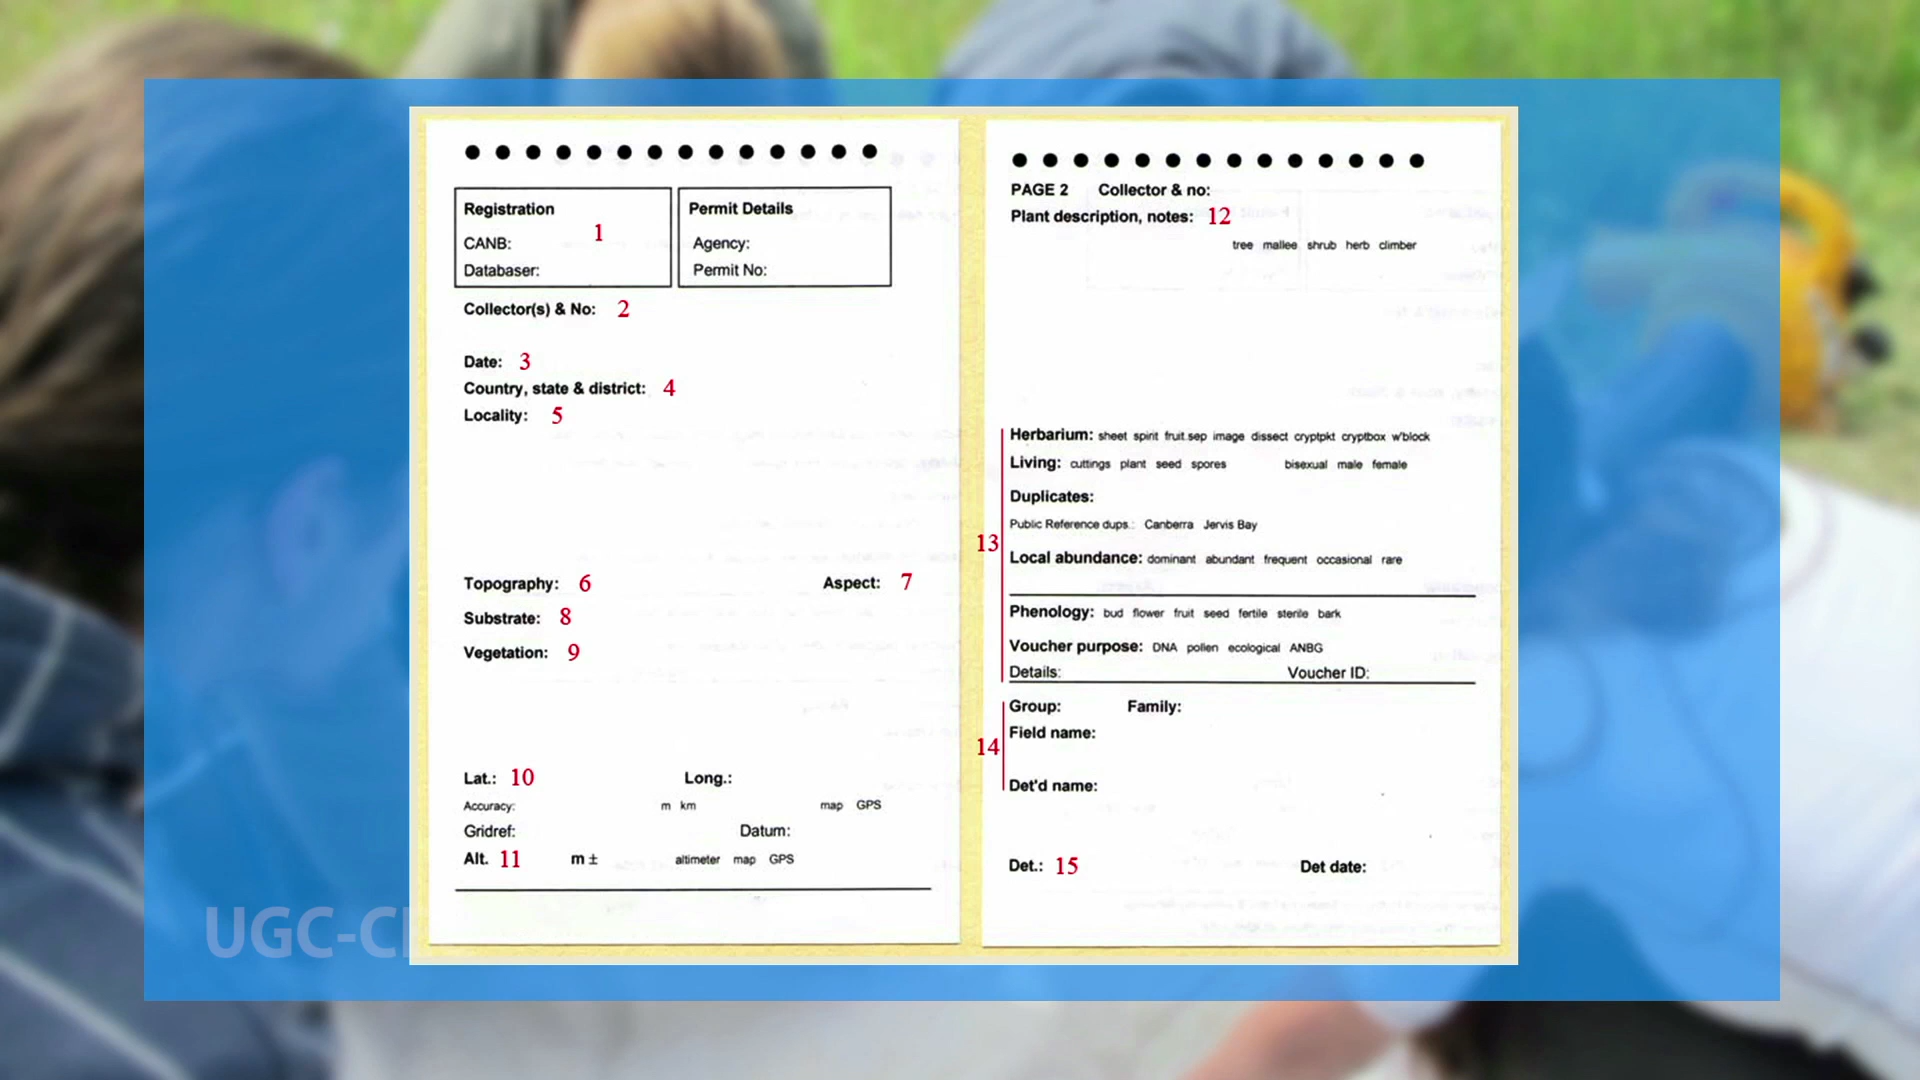 Registration
1
CANB:
Databaser:
Permit Details
Agency:
Permit No:
Collector(s) & No: 2
Date: 3
Country, state & district: 4
Locality: 5
Topography: 6 Aspect: 7
Substrate: 8
Vegetation: 9
Lat.: 10 Long.:
Accuracy: m km map GPS
Gridref: Datum:
Alt. 11 m ± altimeter map GPS
PAGE 2 Collector & no:
Plant description, notes: 12
tree mallee shrub herb climber
13
Herbarium: sheet spirit fruit.sep image dissect cryptpkt cryptbox w'block
Living: cuttings plant seed spores bisexual male female
Duplicates:
Public Reference dups.: Canberra Jervis Bay
Local abundance: dominant abundant frequent occasional rare
Phenology: bud flower fruit seed fertile sterile bark
Voucher purpose: DNA pollen ecological ANBG
Details: Voucher ID:
14
Group: Family:
Field name:
Det'd name:
Det.: 15 Det date: